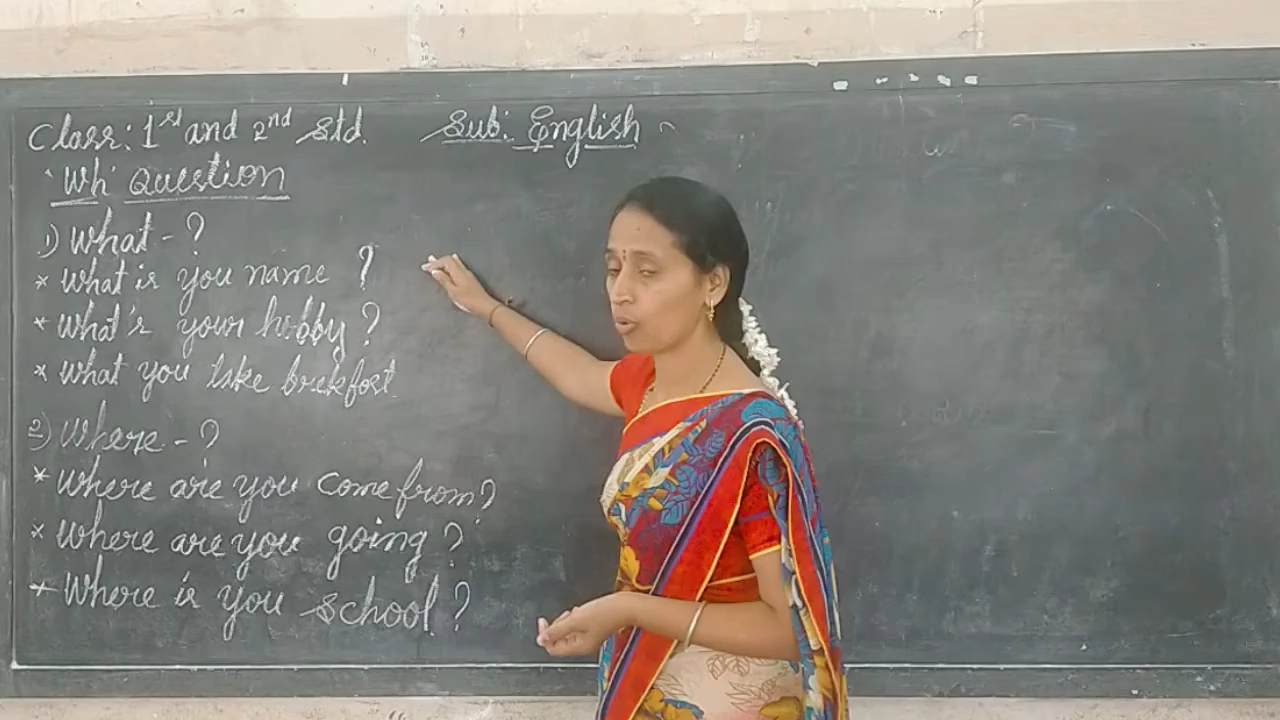 Class: 1st and 2nd Std. Sub: English
'Wh' Question
1) What - ?
* What is you name ?
* What's your hobby ?
* What you take brekfost
2) Where - ?
* Where are you come from?
* Where are you going ?
* Where is you school ?